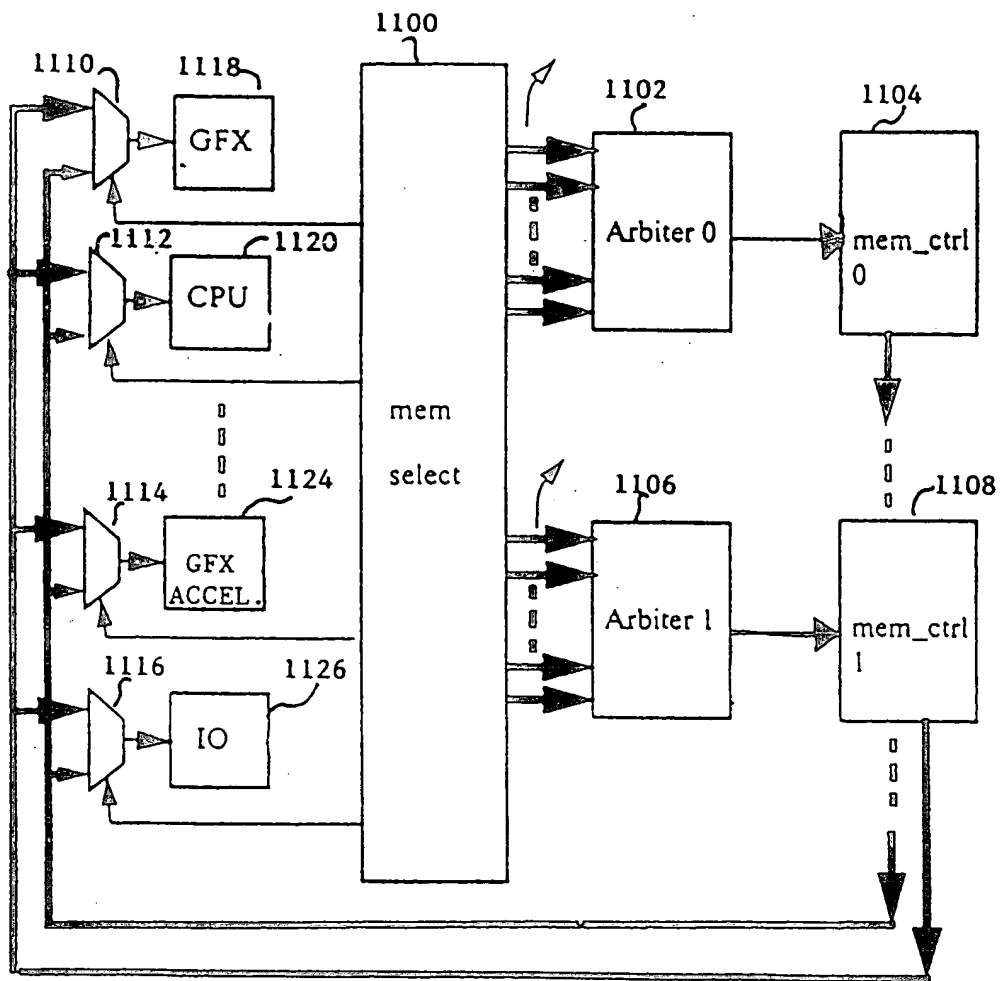 1100
1110
1118
1102
1104
GFX
1112
1120
Arbiter 0
mem_ctrl
0
CPU
mem
select
1114
1124
1106
1108
GFX
ACCEL.
Arbiter 1
mem_ctrl
1
1116
1126
IO